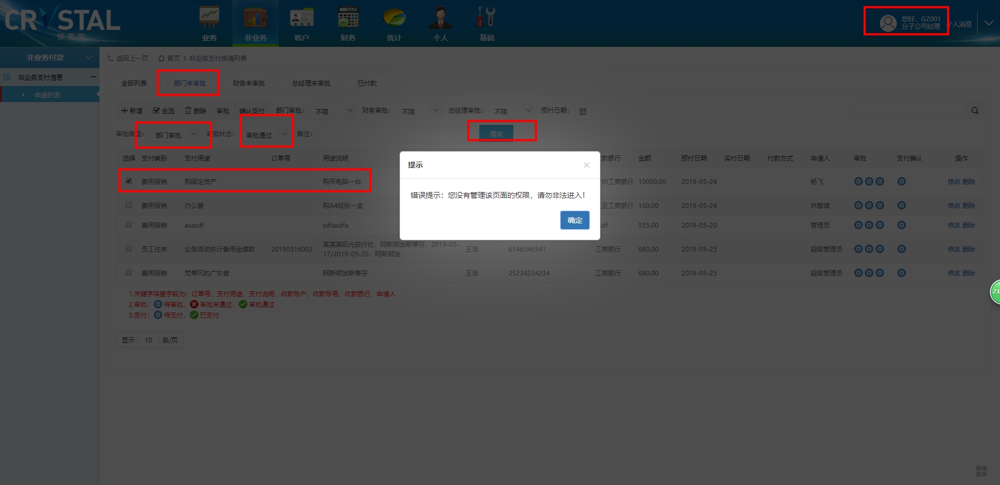 CRYSTAL
快思图
业务
非业务
客户
财务
统计
个人
基础
您好，GZ001
分子公司经理
个人消息
非业务付款
非业务支付信息
申请列表
返回上一页 首页 > 非业务支付申请列表
全部列表 部门未审批 财务未审批 总经理未审批 已付款
新增 全选 删除 审批 确认支付 部门审批： 不限 财务审批： 不限 总经理审批： 不限 预付日期：
审批类型： 部门审批 审批状态： 审批通过 备注： 提交
选择 支付类别 支付用途 订单号 用途说明 款银行 金额 预付日期 实付日期 付款方式 申请人 审批 支付确认 操作
费用报销 购固定资产 购买电脑一台 州工商银行 10000.00 2019-05-24 杨飞 修改 删除
费用报销 办公费 购A4纸张一盒 亚工商银行 160.00 2019-05-24 林智斌 修改 删除
费用报销 asasdf sdfasdfa sdf 555.00 2019-05-20 管理员 修改 删除
员工往来 业务活动执行备用金借款 20190516003 某某某阳光旅行社，阿斯顿发斯蒂芬，2019-05-17/2019-05-20，阿斯顿发 王浩 6546546541 工商银行 680.00 2019-05-25 超级管理员 修改 删除
费用报销 梵蒂冈的广东省 阿斯顿发斯蒂芬 王浩 25234234234 工商银行 680.00 2019-05-25 超级管理员 修改 删除
提示
×
错误提示：您没有管理该页面的权限，请勿非法进入！
确定
1.关键字筛查字段为：订单号、支付用途、支付说明、收款账户、收款账号、收款银行、申请人
2.审批： 待审批， 审批未通过， 审批通过
3.支付： 待支付， 已支付
显示 10 条/页
21